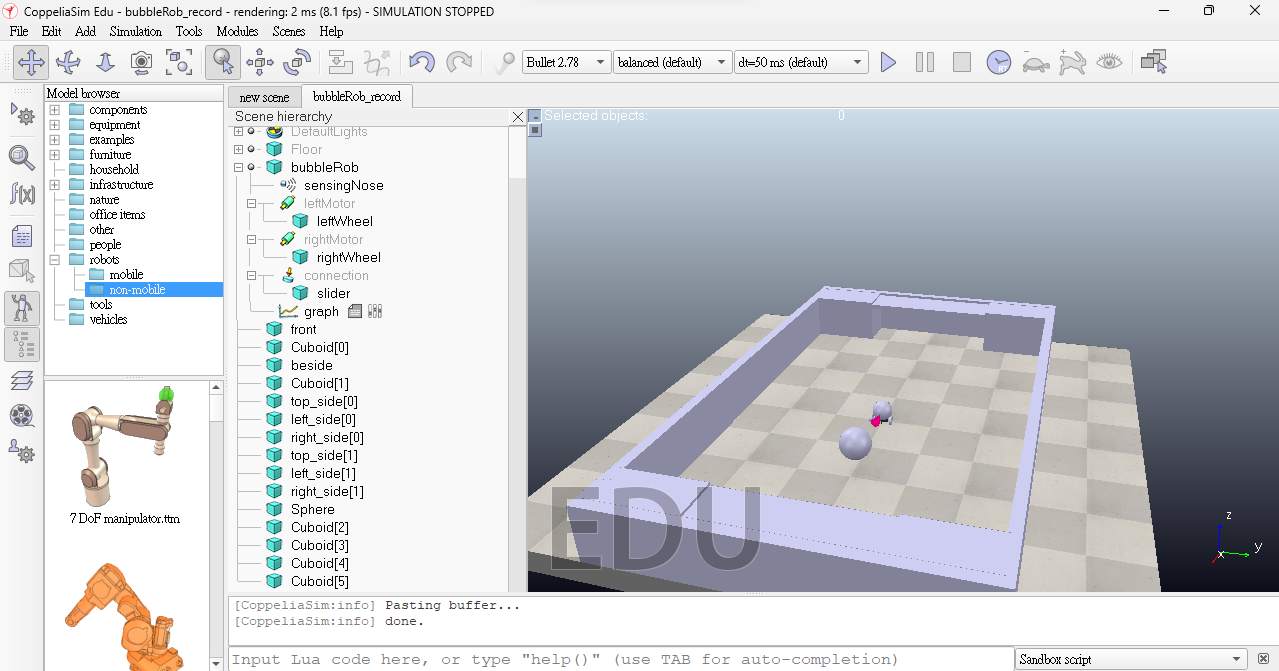 CoppeliaSim Edu - bubbleRob_record - rendering: 2 ms (8.1 fps) - SIMULATION STOPPED
File Edit Add Simulation Tools Modules Scenes Help
Bullet 2.78 balanced (default) dt=50 ms (default)
RT
f(x)
Model browser
components
equipment
examples
furniture
household
infrastructure
nature
office items
other
people
robots
mobile
non-mobile
tools
vehicles
7 DoF manipulator.ttm
new scene bubbleRob_record
Scene hierarchy
DefaultLights
Floor
bubbleRob
sensingNose
leftMotor
leftWheel
rightMotor
rightWheel
connection
slider
graph
front
Cuboid[0]
beside
Cuboid[1]
top_side[0]
left_side[0]
right_side[0]
top_side[1]
left_side[1]
right_side[1]
Sphere
Cuboid[2]
Cuboid[3]
Cuboid[4]
Cuboid[5]
Selected objects: 0
EDU
z
x
y
[CoppeliaSim:info] Pasting buffer...
[CoppeliaSim:info] done.
Input Lua code here, or type "help()" (use TAB for auto-completion)
Sandbox script